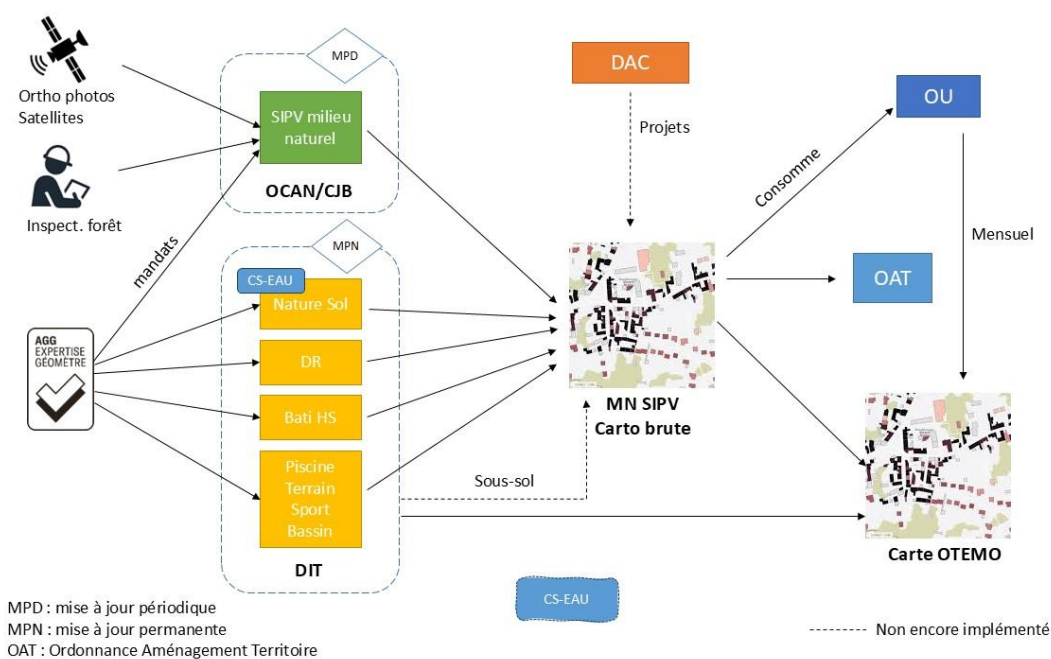 MPD
DAC
Ortho photos
Satellites
SIPV milieu
naturel
OU
Projets
Consomme
OCAN/CJB
Inspect. forêt
mandats
MPN
Mensuel
CS-EAU
Nature Sol
OAT
AGG
EXPERTISE
GÉOMÈTRE
DR
MN SIPV
Carto brute
Bati HS
Piscine
Terrain
Sport
Bassin
Sous-sol
Carte OTEMO
DIT
CS-EAU
MPD : mise à jour périodique
MPN : mise à jour permanente
OAT : Ordonnance Aménagement Territoire
Non encore implémenté